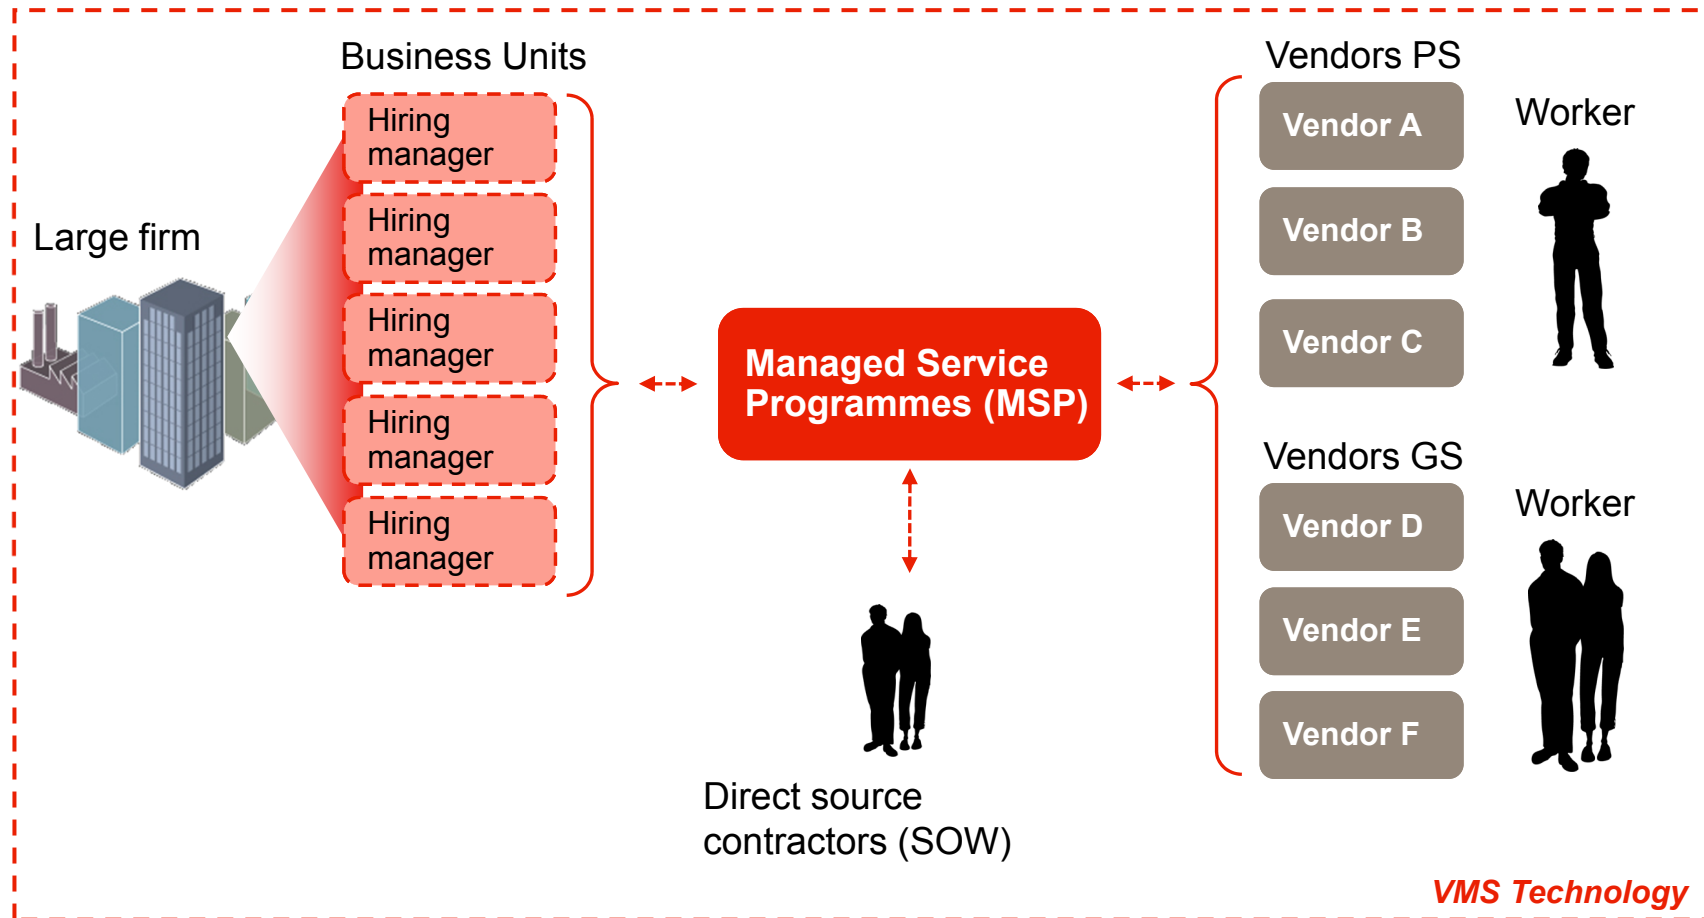 Large firm
Business Units
Hiring
manager
Hiring
manager
Hiring
manager
Hiring
manager
Hiring
manager
Managed Service
Programmes (MSP)
Direct source
contractors (SOW)
Vendors PS
Vendor A
Vendor B
Vendor C
Worker
Vendors GS
Vendor D
Vendor E
Vendor F
Worker
VMS Technology